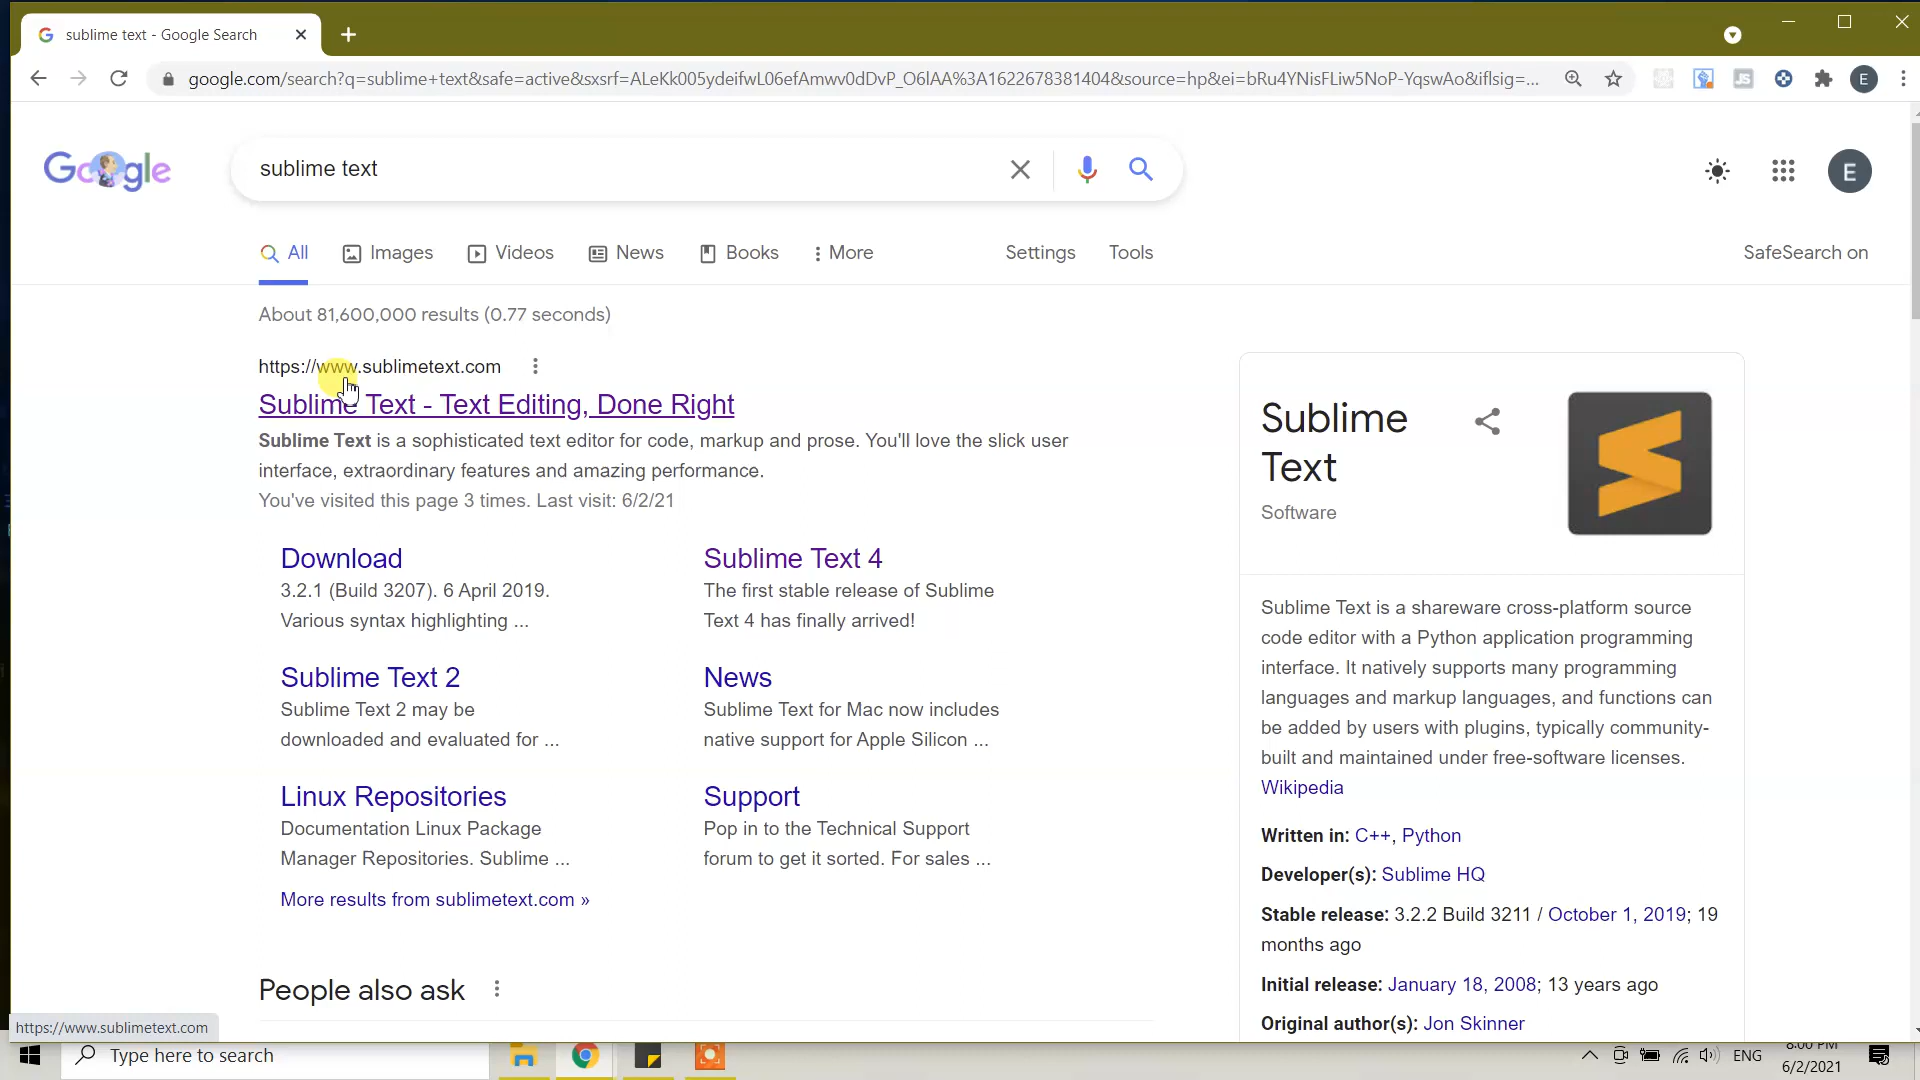 sublime text - Google Search
google.com/search?q=sublime+text&safe=active&sxsrf=ALeKk005ydeifwL06efAmwv0dDvP_O6lAA%3A1622678381404&source=hp&ei=bRu4YNisFLiw5NoP-YqswAo&iflsig=...
JS
E
Google
sublime text
E
All
Images
Videos
News
Books
More
Settings
Tools
SafeSearch on
About 81,600,000 results (0.77 seconds)
https://www.sublimetext.com
Sublime Text - Text Editing, Done Right
Sublime Text is a sophisticated text editor for code, markup and prose. You'll love the slick user
interface, extraordinary features and amazing performance.
You've visited this page 3 times. Last visit: 6/2/21
Download
3.2.1 (Build 3207). 6 April 2019.
Various syntax highlighting ...
Sublime Text 4
The first stable release of Sublime
Text 4 has finally arrived!
Sublime Text 2
Sublime Text 2 may be
downloaded and evaluated for ...
News
Sublime Text for Mac now includes
native support for Apple Silicon ...
Linux Repositories
Documentation Linux Package
Manager Repositories. Sublime ...
Support
Pop in to the Technical Support
forum to get it sorted. For sales ...
More results from sublimetext.com »
People also ask
Sublime
Text
Software
Sublime Text is a shareware cross-platform source
code editor with a Python application programming
interface. It natively supports many programming
languages and markup languages, and functions can
be added by users with plugins, typically community-
built and maintained under free-software licenses.
Wikipedia
Written in: C++, Python
Developer(s): Sublime HQ
Stable release: 3.2.2 Build 3211 / October 1, 2019; 19
months ago
Initial release: January 18, 2008; 13 years ago
Original author(s): Jon Skinner
https://www.sublimetext.com
Type here to search
ENG
8:00 PM
6/2/2021